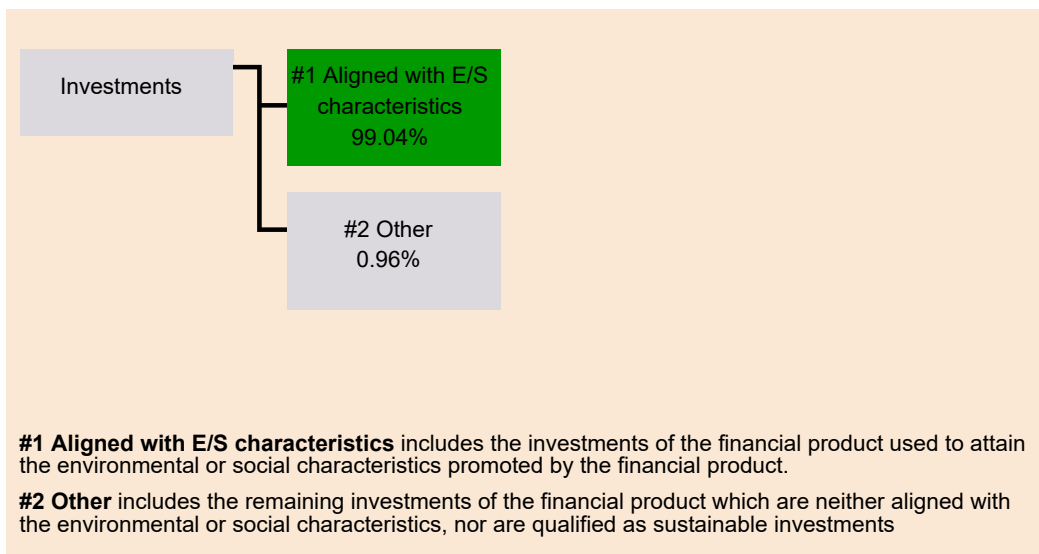 Investments
#1 Aligned with E/S
characteristics
99.04%
#2 Other
0.96%
#1 Aligned with E/S characteristics includes the investments of the financial product used to attain
the environmental or social characteristics promoted by the financial product.
#2 Other includes the remaining investments of the financial product which are neither aligned with
the environmental or social characteristics, nor are qualified as sustainable investments